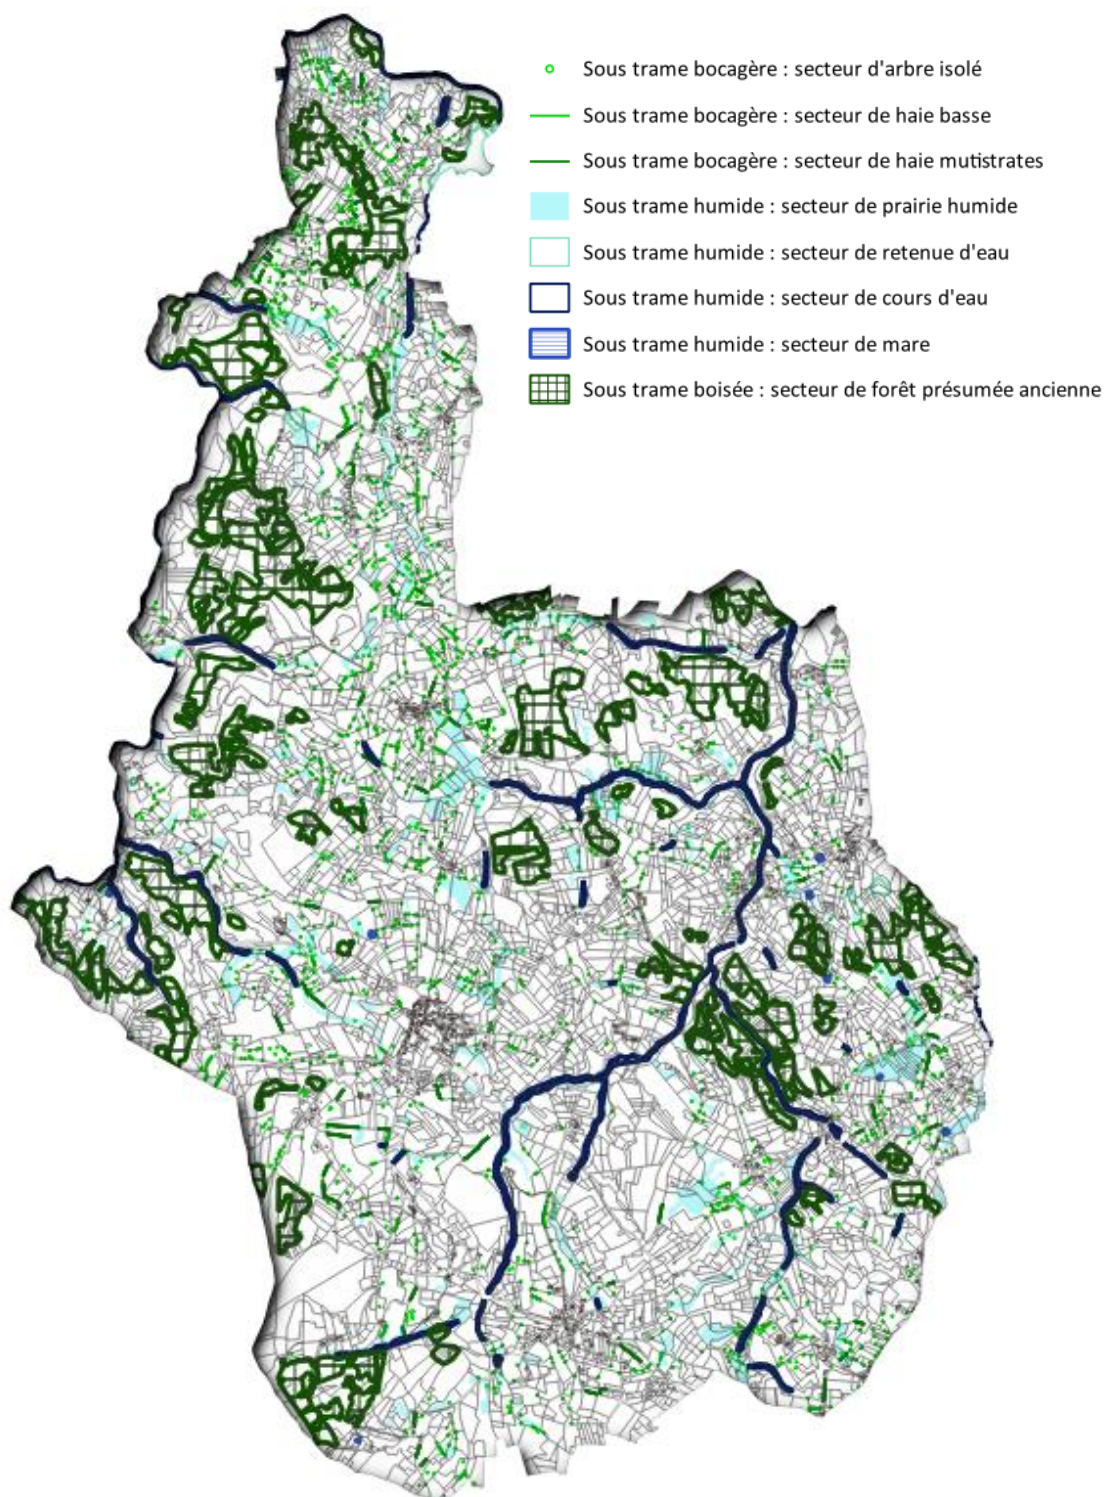 Sous trame bocagère : secteur d'arbre isolé
Sous trame bocagère : secteur de haie basse
Sous trame bocagère : secteur de haie mutistrates
Sous trame humide : secteur de prairie humide
Sous trame humide : secteur de retenue d'eau
Sous trame humide : secteur de cours d'eau
Sous trame humide : secteur de mare
Sous trame boisée : secteur de forêt présumée ancienne